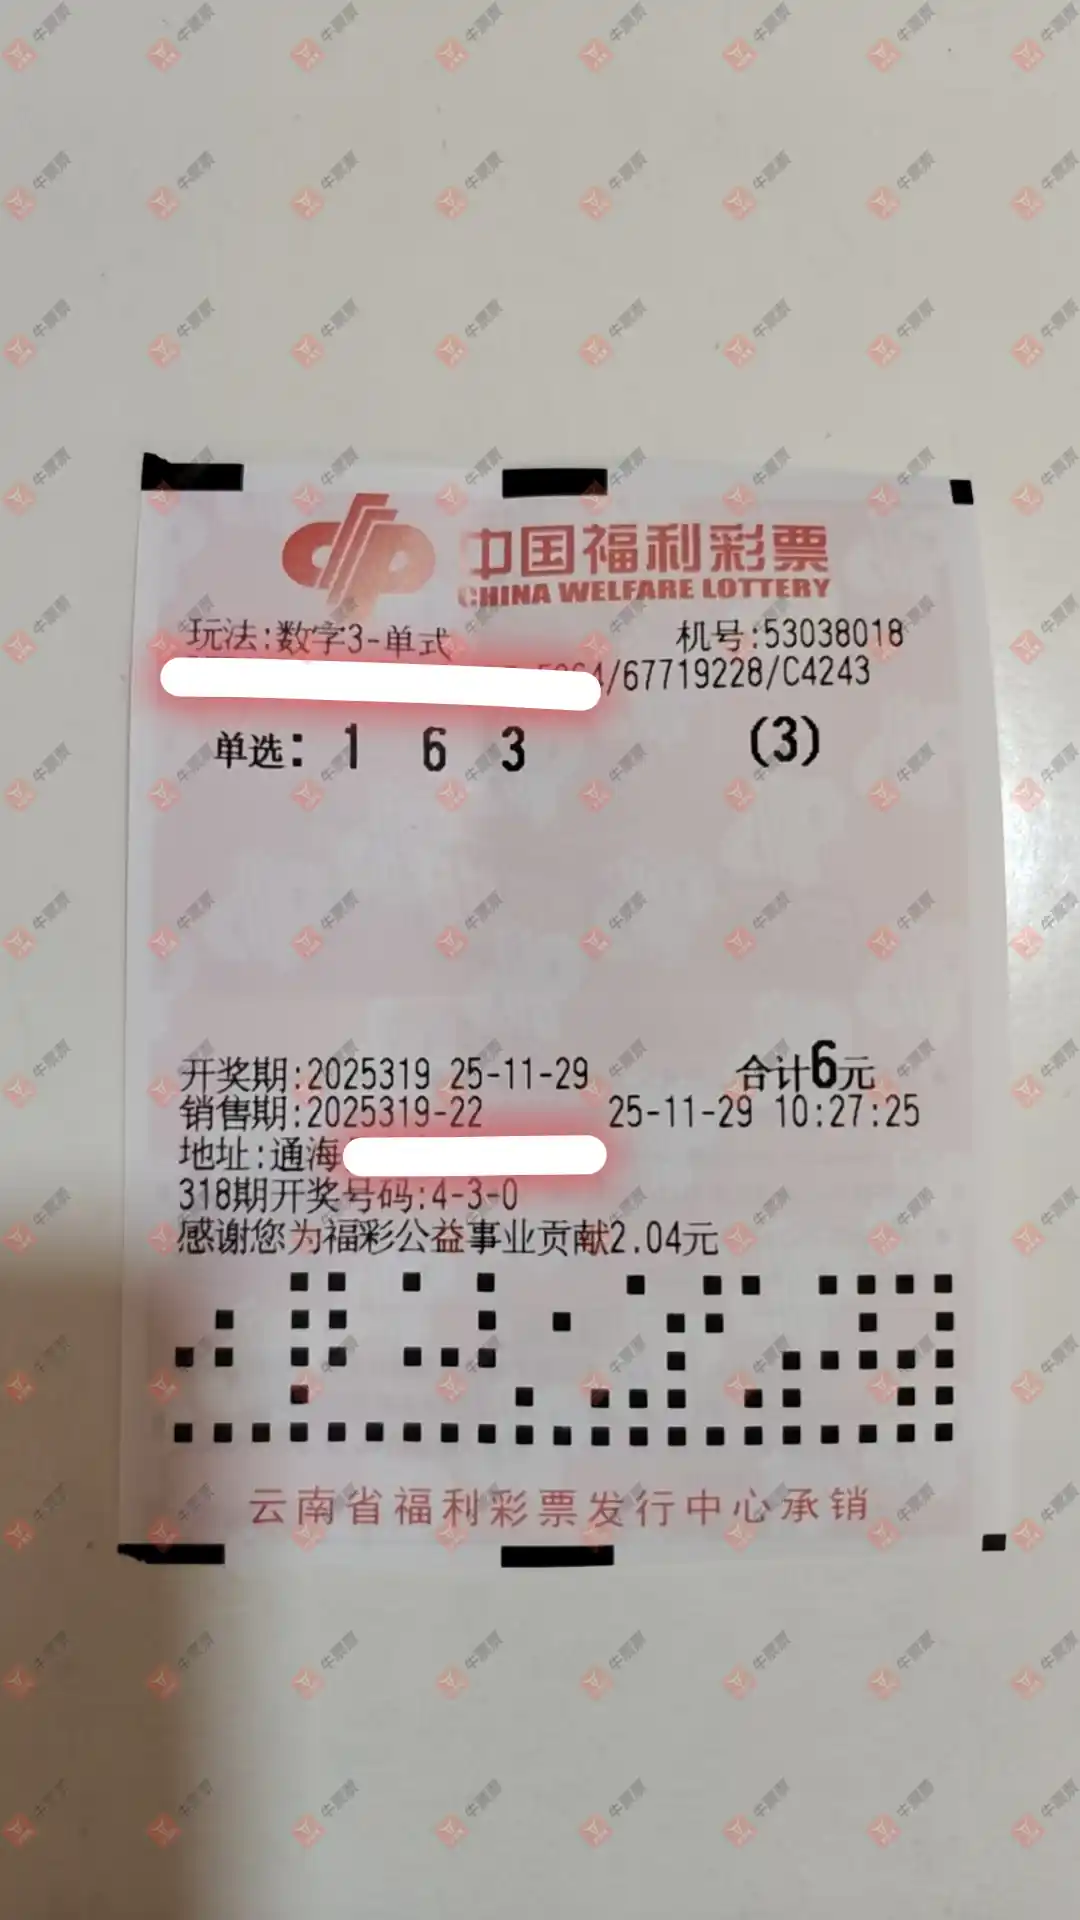 中国福利彩票
CHINA WELFARE LOTTERY
玩法:数字3-单式 机号:53038018
4/67719228/C4243
单选: 1 6 3 (3)
开奖期:2025319 25-11-29 合计6元
销售期:2025319-22 25-11-29 10:27:25
地址:通海
318期开奖号码:4-3-0
感谢您为福彩公益事业贡献2.04元
云南省福利彩票发行中心承销
牛票票